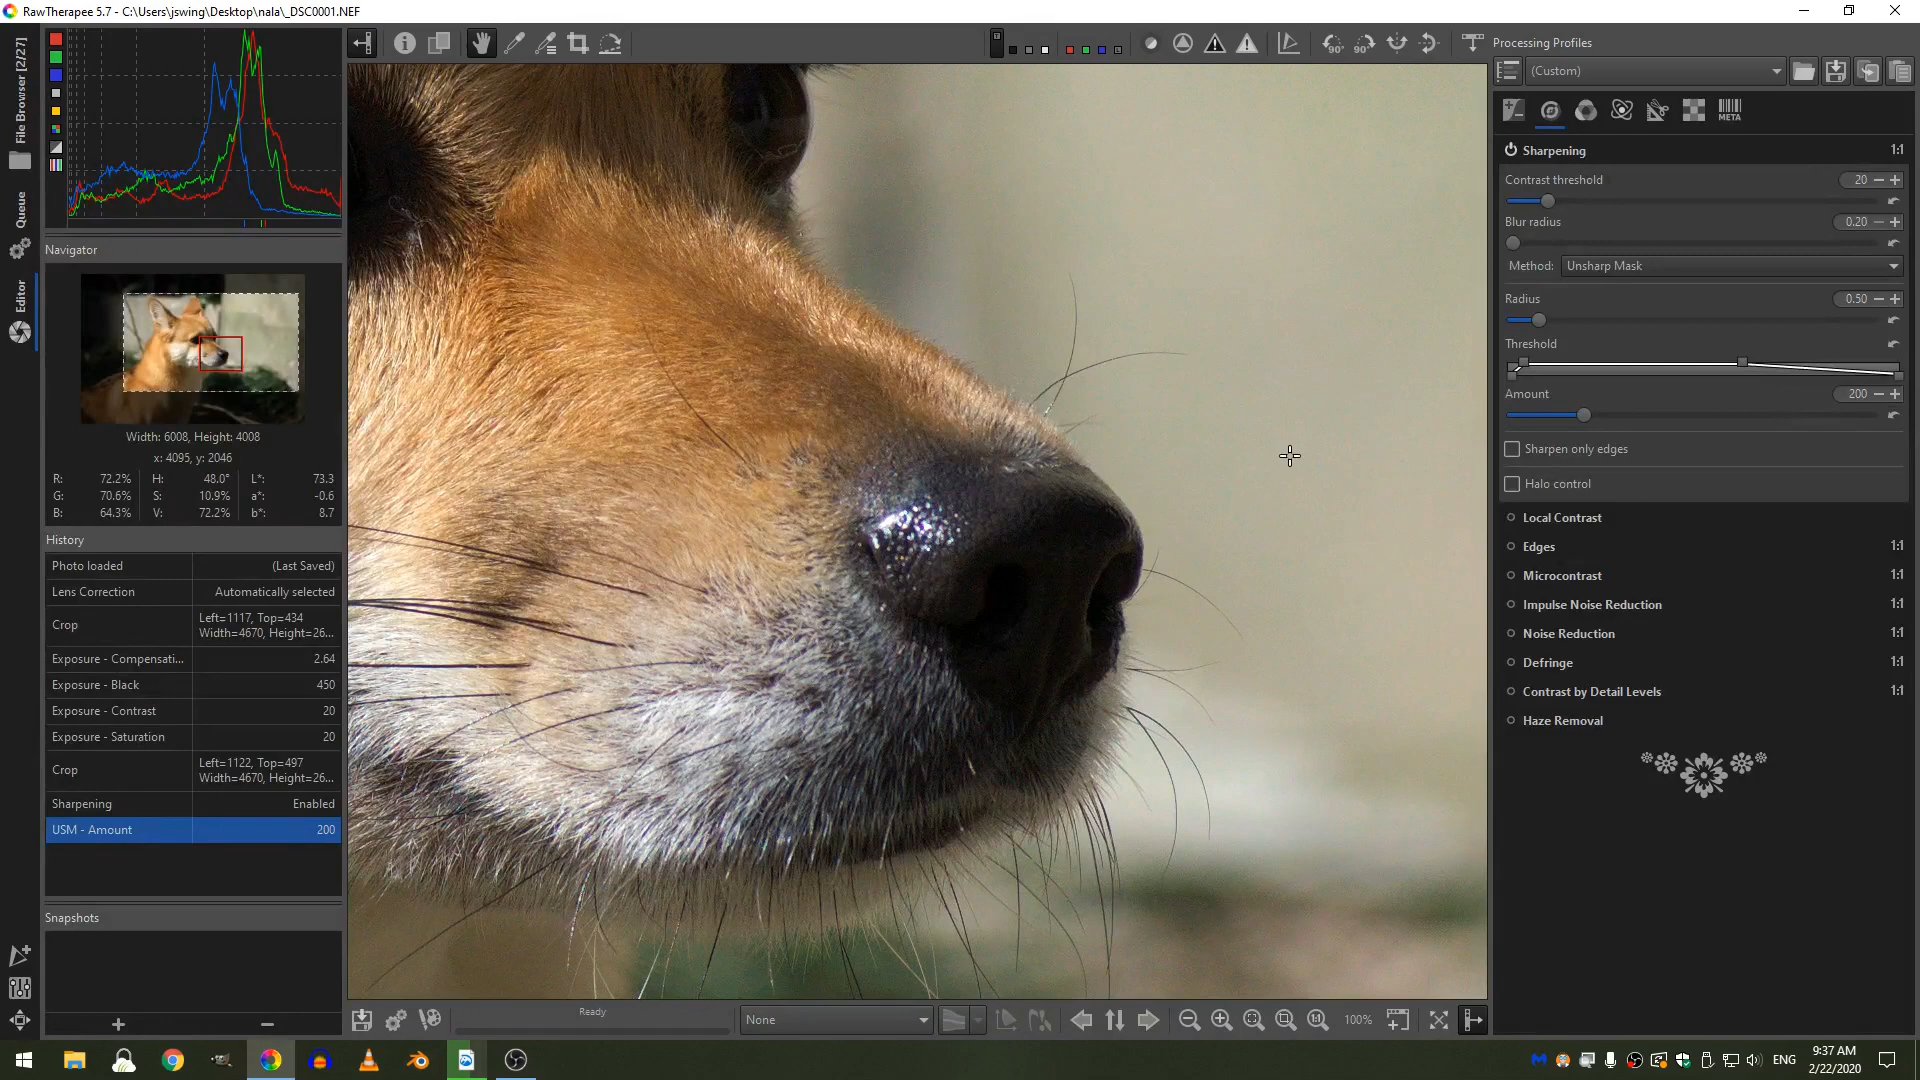 RawTherapee 5.7 - C:\Users\jswing\Desktop\nala\_DSC0001.NEF
File Browser [2/27]
Queue
Editor
Navigator
Width: 6008, Height: 4008
x: 4095, y: 2046
R: 72.2% H: 48.0° L*: 73.3
G: 70.6% S: 10.9% a*: -0.6
B: 64.3% V: 72.2% b*: 8.7
History
Photo loaded (Last Saved)
Lens Correction Automatically selected
Crop Left=1117, Top=434
Width=4670, Height=26...
Exposure - Compensati... 2.64
Exposure - Black 450
Exposure - Contrast 20
Exposure - Saturation 20
Crop Left=1122, Top=497
Width=4670, Height=26...
Sharpening Enabled
USM - Amount 200
Snapshots
90° 90°
Ready
None
1:1
100%
Processing Profiles
(Custom)
META
Sharpening 1:1
Contrast threshold 20
Blur radius 0.20
Method: Unsharp Mask
Radius 0.50
Threshold
Amount 200
Sharpen only edges
Halo control
Local Contrast
Edges 1:1
Microcontrast 1:1
Impulse Noise Reduction 1:1
Noise Reduction 1:1
Defringe 1:1
Contrast by Detail Levels 1:1
Haze Removal
ENG
9:37 AM
2/22/2020